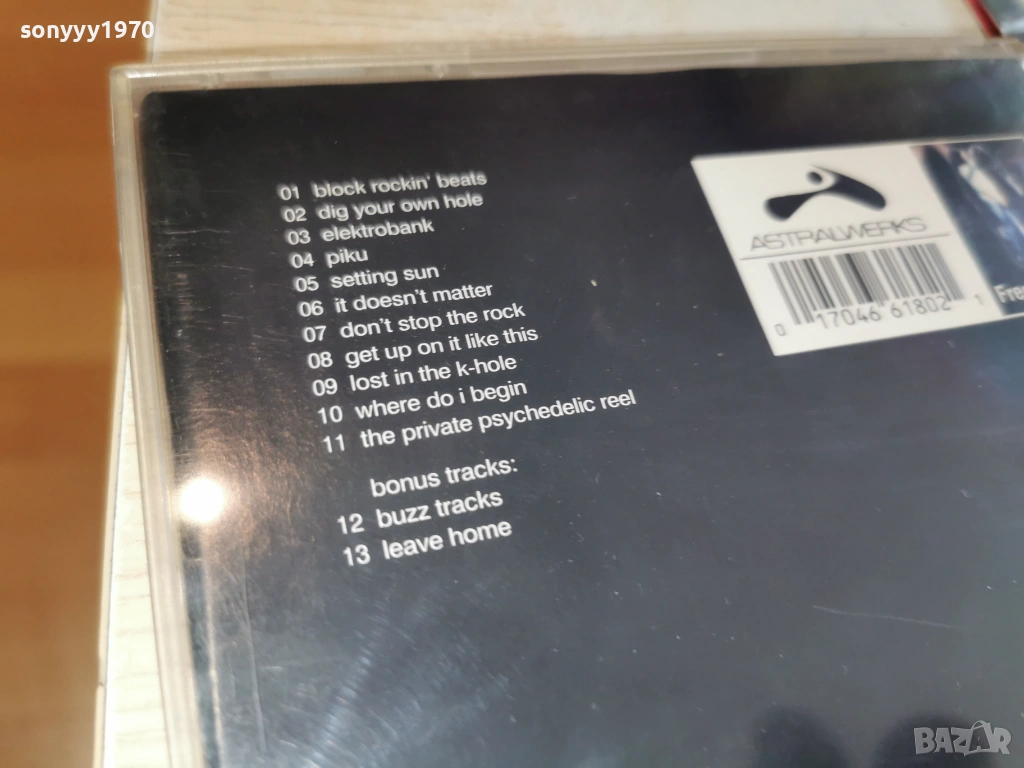 sonyyy1970
01 block rockin' beats
02 dig your own hole
03 elektrobank
04 piku
05 setting sun
06 it doesn't matter
07 don't stop the rock
08 get up on it like this
09 lost in the k-hole
10 where do i begin
11 the private psychedelic reel
bonus tracks:
12 buzz tracks
13 leave home
ASTRALWERKS
0 17046 61802 1
BAZAR